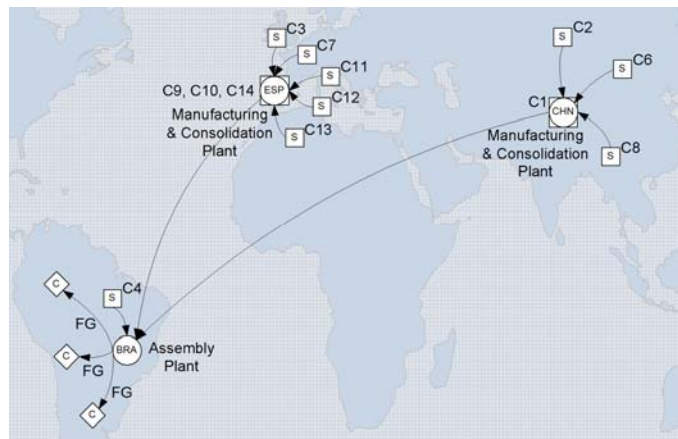 C3
S
C7
S
C11
S
C9, C10, C14
ESP
C12
S
Manufacturing
& Consolidation
Plant
C13
S
C2
S
C6
S
C1
CHN
Manufacturing
& Consolidation
Plant
C8
S
C4
S
C
FG
BRA
Assembly
Plant
C
FG
FG
C